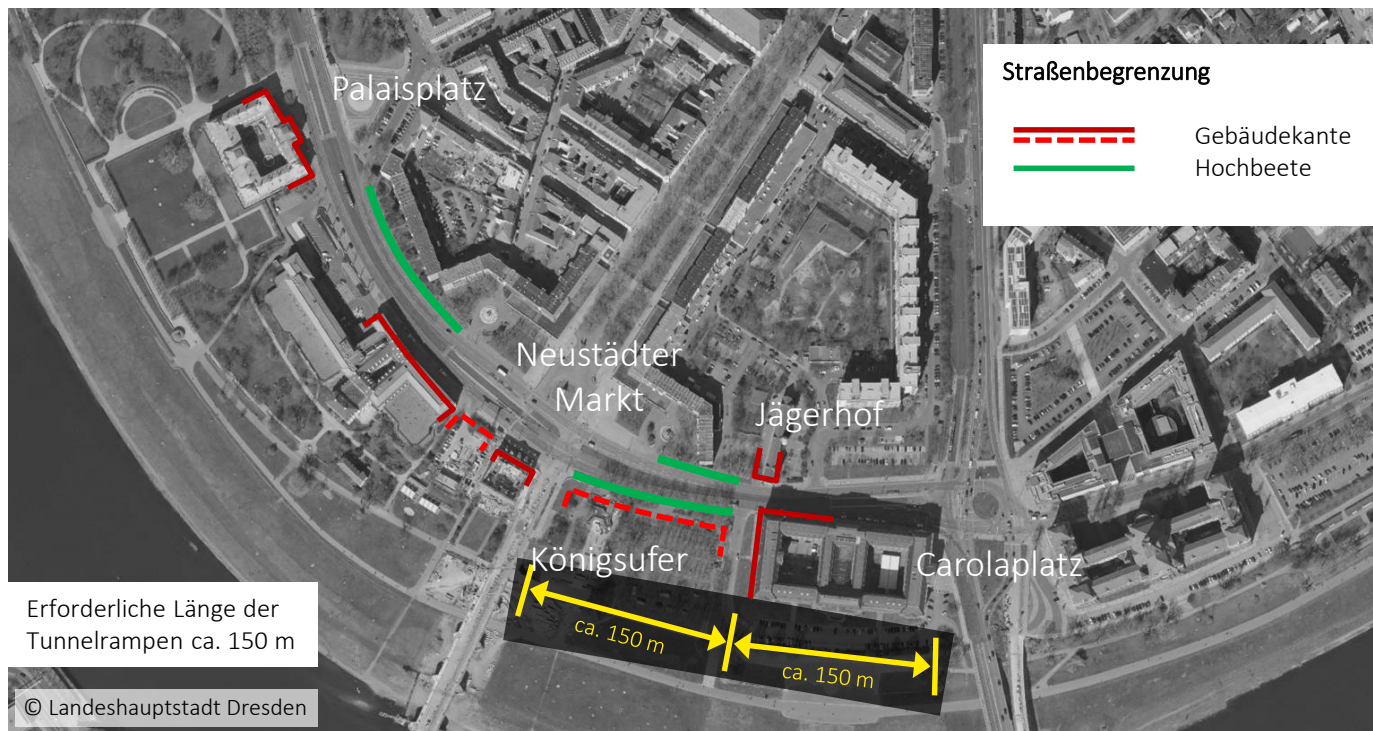 Palaisplatz
Straßenbegrenzung
Gebäudekante
Hochbeete
Neustädter
Markt
Jägerhof
Königsufer
Carolaplatz
Erforderliche Länge der
Tunnelrampen ca. 150 m
ca. 150 m
ca. 150 m
© Landeshauptstadt Dresden